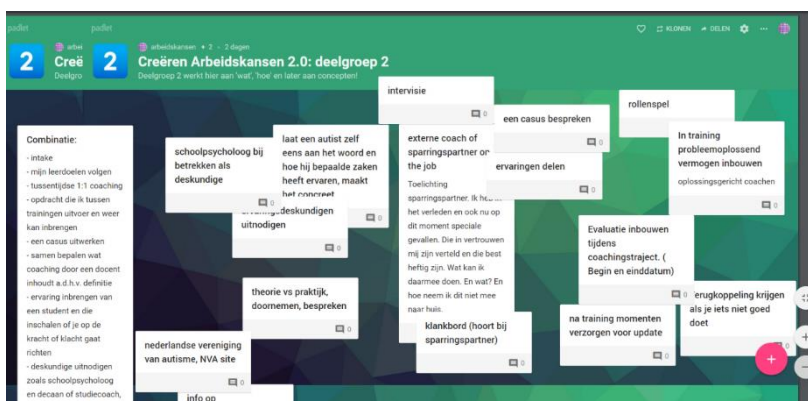 padlet
padlet
KLONEN
DELEN
2
arbei
Creë
Deelgro
2
arbeidskansen + 2 · 2 dagen
Creëren Arbeidskansen 2.0: deelgroep 2
Deelgroep 2 werkt hier aan 'wat', 'hoe' en later aan concepten!
Combinatie:
- intake
- mijn leerdoelen volgen
- tussentijdse 1:1 coaching
- opdracht die ik tussen
trainingen uitvoer en weer
kan inbrengen
- een casus uitwerken
- samen bepalen wat
coaching door een docent
inhoudt a.d.h.v. definitie
- ervaring inbrengen van
een student en die
inschalen of je op de
kracht of klacht gaat
richten
- deskundige uitnodigen
zoals schoolpsycholoog
en decaan of studiecoach,
schoolpsycholoog bij
betrekken als
deskundige
0
laat een autist zelf
eens aan het woord en
hoe hij bepaalde zaken
heeft ervaren, maakt
het concreet
ervaringsdeskundigen
uitnodigen
0
theorie vs praktijk,
doornemen, bespreken
0
nederlandse vereniging
van autisme, NVA site
0
info op
intervisie
0
externe coach of
sparringspartner on
the job
Toelichting
sparringspartner. Ik heb
het verleden en ook nu op
dit moment speciale
gevallen. Die in vertrouwen
mij zijn verteld en die best
heftig zijn. Wat kan ik
daarmee doen. En wat? En
hoe neem ik dit niet mee
naar huis.
klankbord (hoort bij
sparringspartner)
0
een casus bespreken
0
ervaringen delen
0
rollenspel
In training
probleemoplossend
vermogen inbouwen
oplossingsgericht coachen
0
Evaluatie inbouwen
tijdens
coachingstraject. (
Begin en einddatum)
0
na training momenten
verzorgen voor update
0
erugkoppeling krijgen
als je iets niet goed
doet